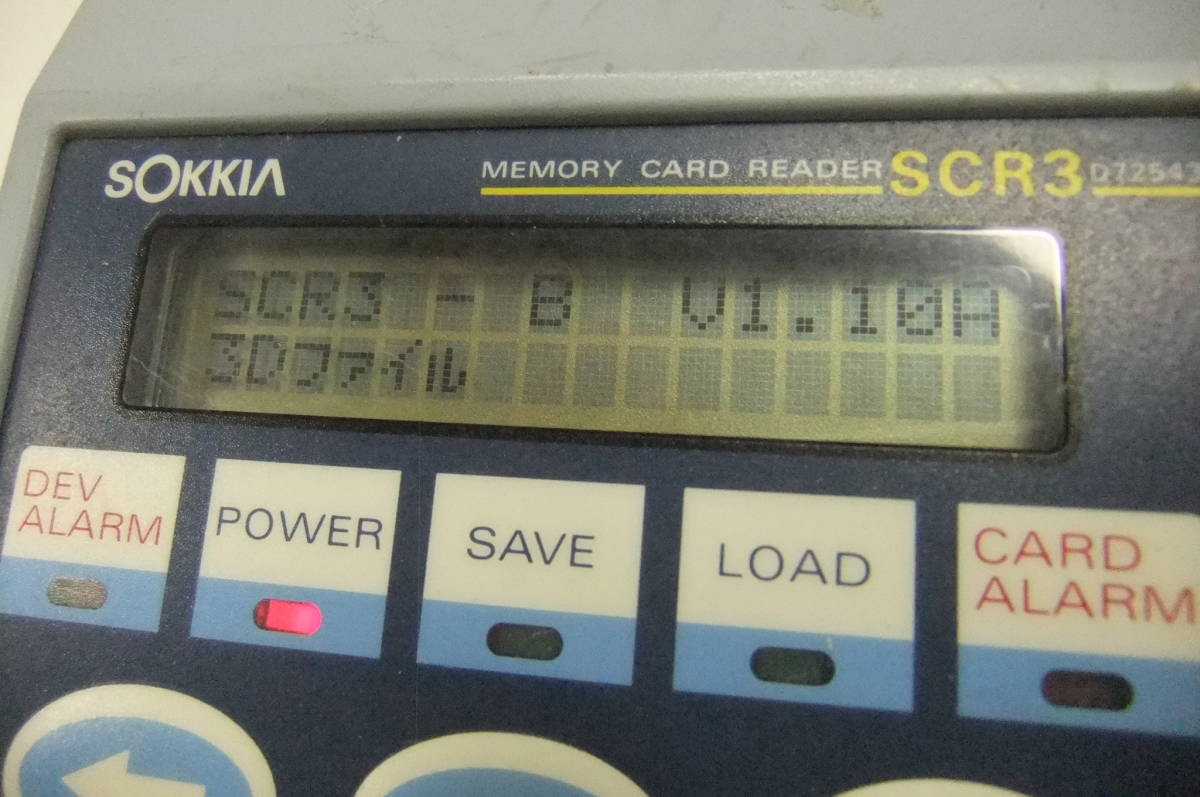 SOKKIA
MEMORY CARD READER SCR3
SCR3 - B V1.10A
3Dファイル
DEV ALARM
POWER
SAVE
LOAD
CARD ALARM